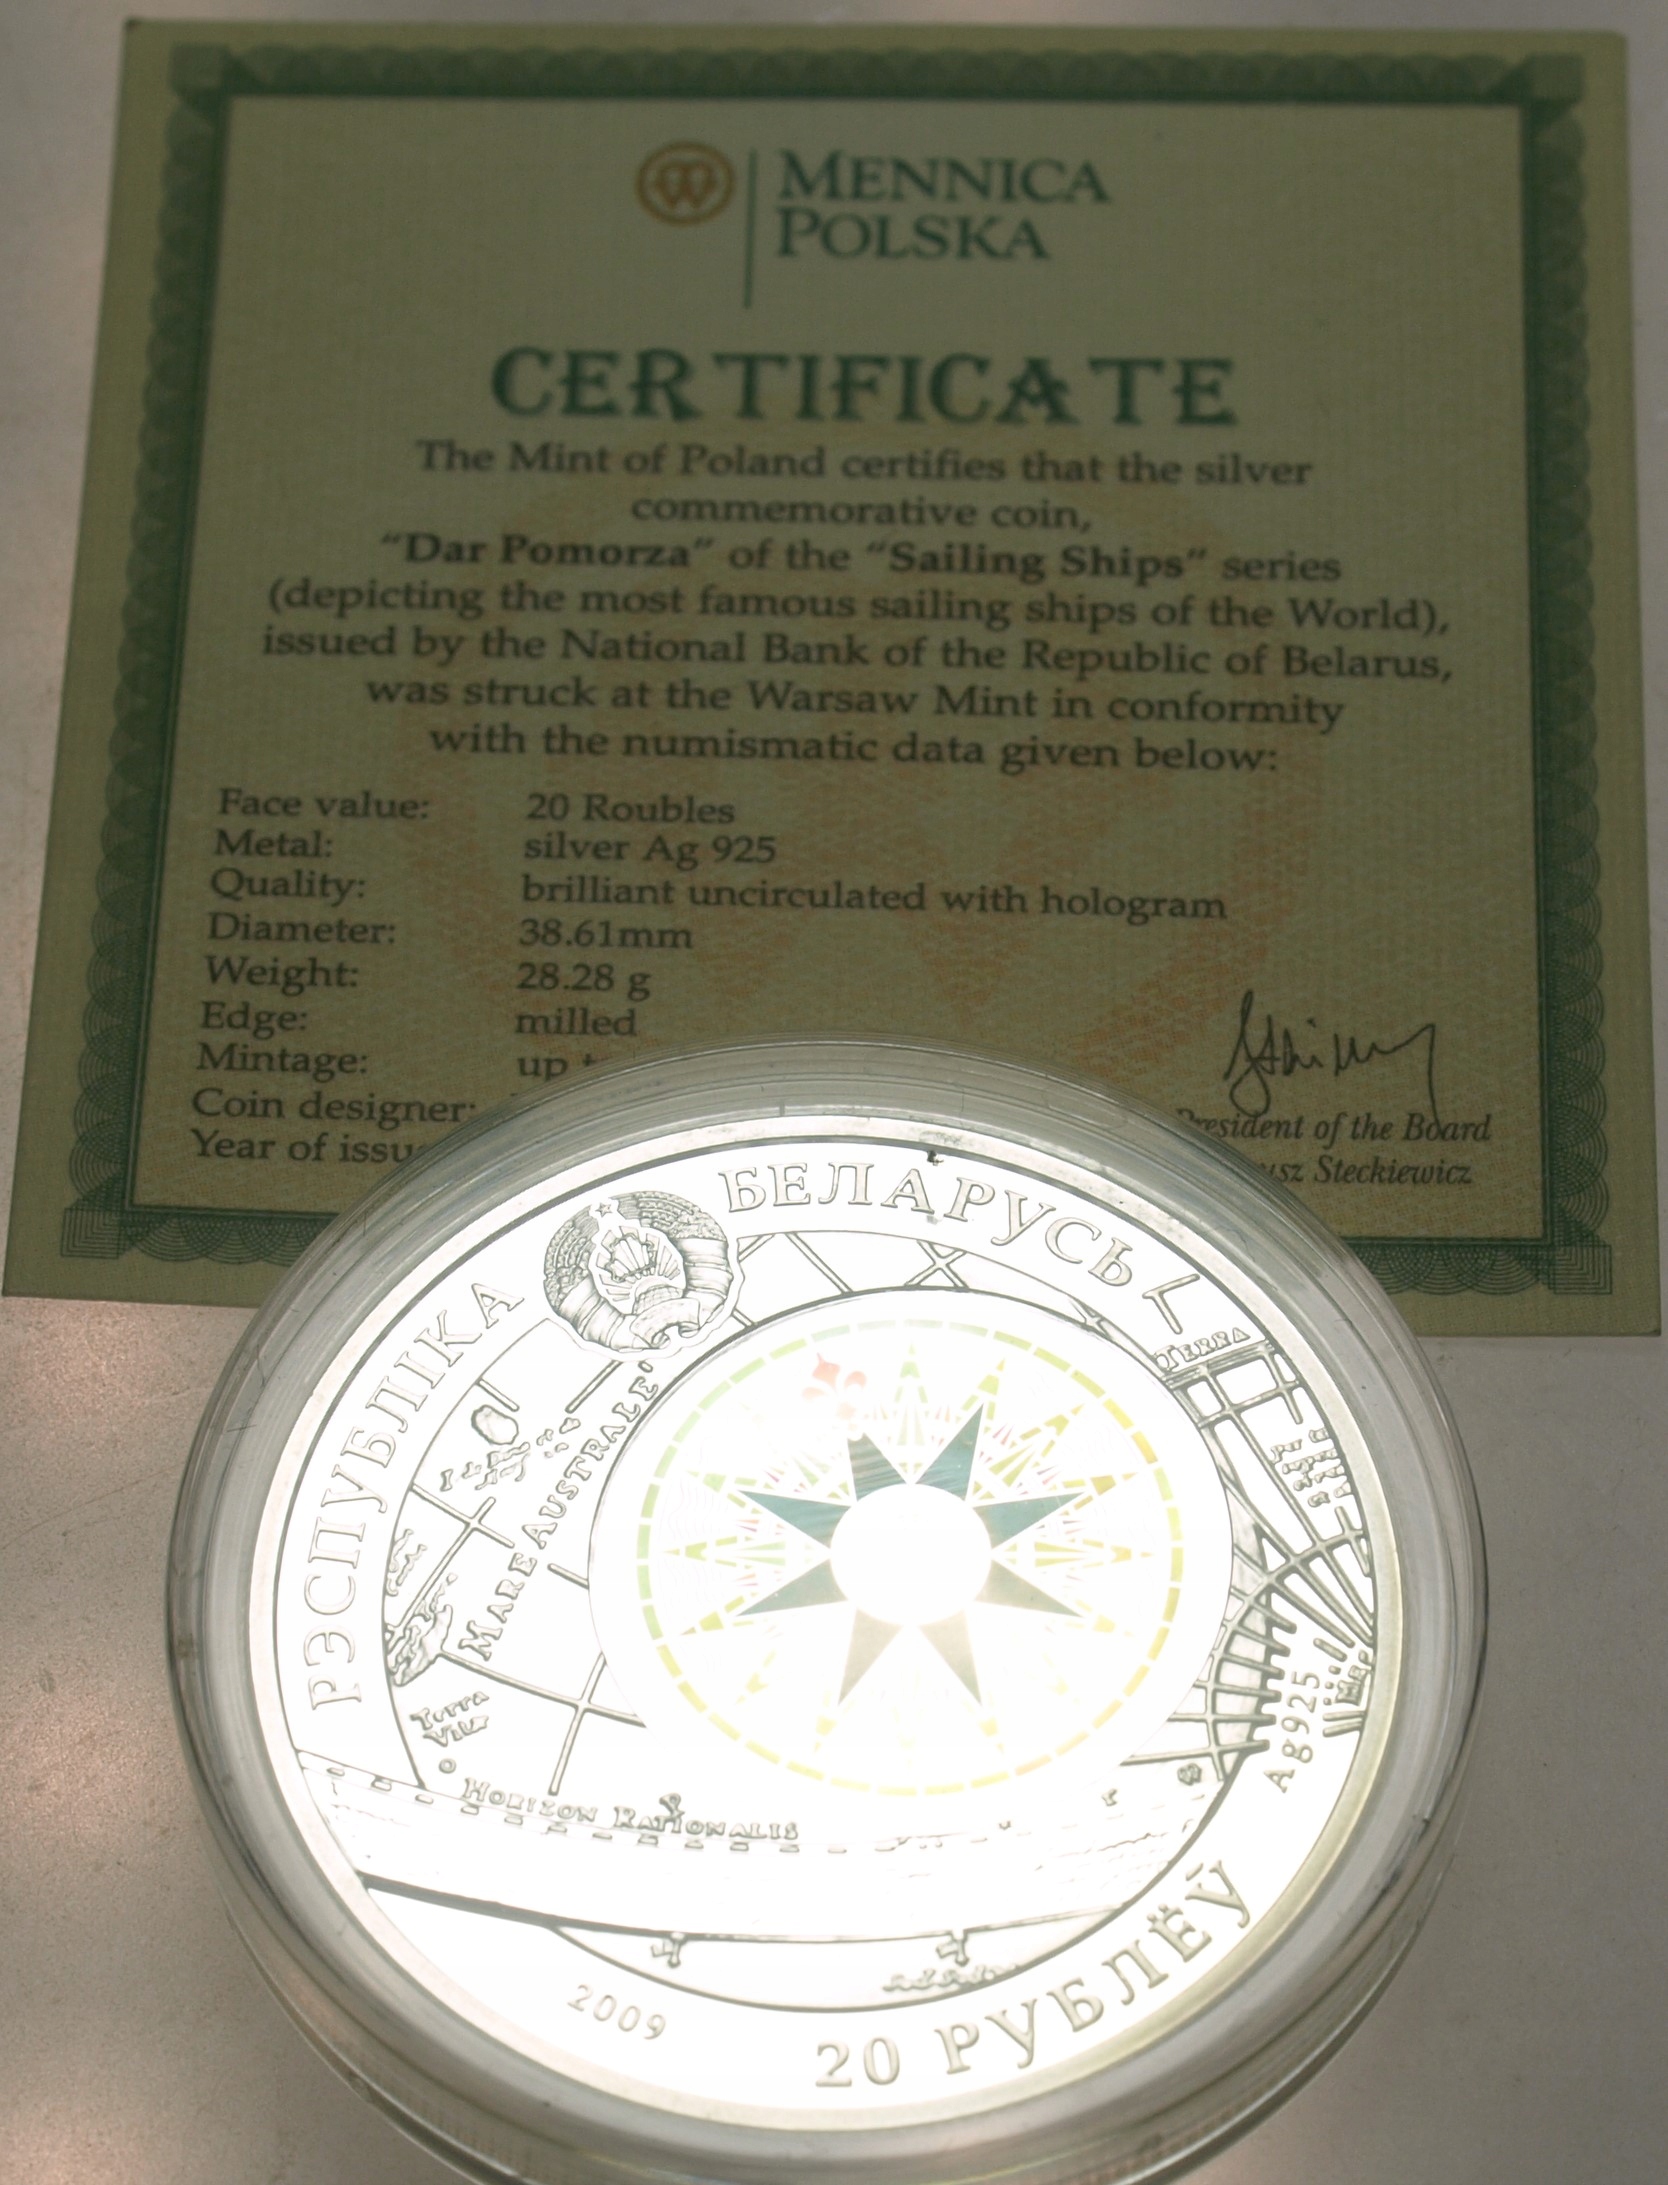 MENNICA
POLSKA
CERTIFICATE
The Mint of Poland certifies that the silver
commemorative coin,
“Dar Pomorza” of the “Sailing Ships” series
(depicting the most famous sailing ships of the World),
issued by the National Bank of the Republic of Belarus,
was struck at the Warsaw Mint in conformity
with the numismatic data given below:
Face value: 20 Roubles
Metal: silver Ag 925
Quality: brilliant uncirculated with hologram
Diameter: 38.61mm
Weight: 28.28 g
Edge: milled
Mintage: up
Coin designer:
Year of
President of the Board
Steckiewicz
РЭСПУБЛІКА БЕЛАРУСЬ
TERRA
MARE AUSTRALE
Terra
HORIZON RATIONALIS
Ag925
2009
20 РУБЛЁЎ